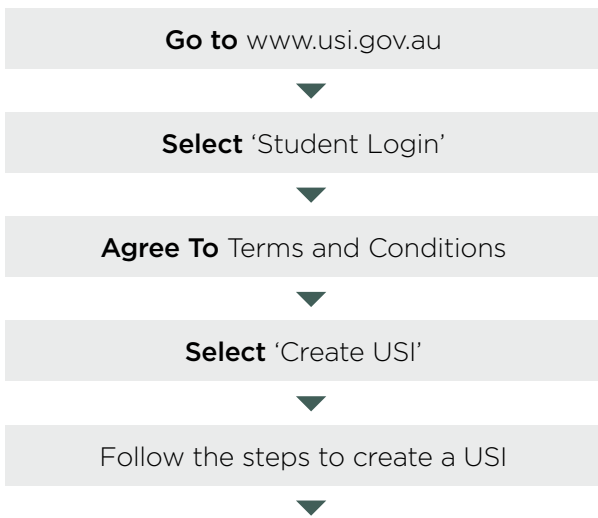 Go to www.usi.gov.au
Select ‘Student Login’
Agree To Terms and Conditions
Select ‘Create USI’
Follow the steps to create a USI